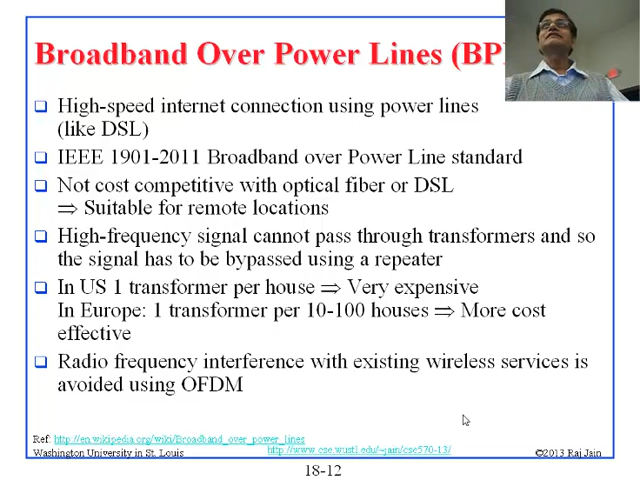 Broadband Over Power Lines (BP
High-speed internet connection using power lines
(like DSL)
IEEE 1901-2011 Broadband over Power Line standard
Not cost competitive with optical fiber or DSL
⇒ Suitable for remote locations
High-frequency signal cannot pass through transformers and so
the signal has to be bypassed using a repeater
In US 1 transformer per house ⇒ Very expensive
In Europe: 1 transformer per 10-100 houses ⇒ More cost
effective
Radio frequency interference with existing wireless services is
avoided using OFDM
Ref: http://en.wikipedia.org/wiki/Broadband_over_power_lines
Washington University in St. Louis
http://www.cse.wustl.edu/~jain/cse570-13/
©2013 Raj Jain
18-12